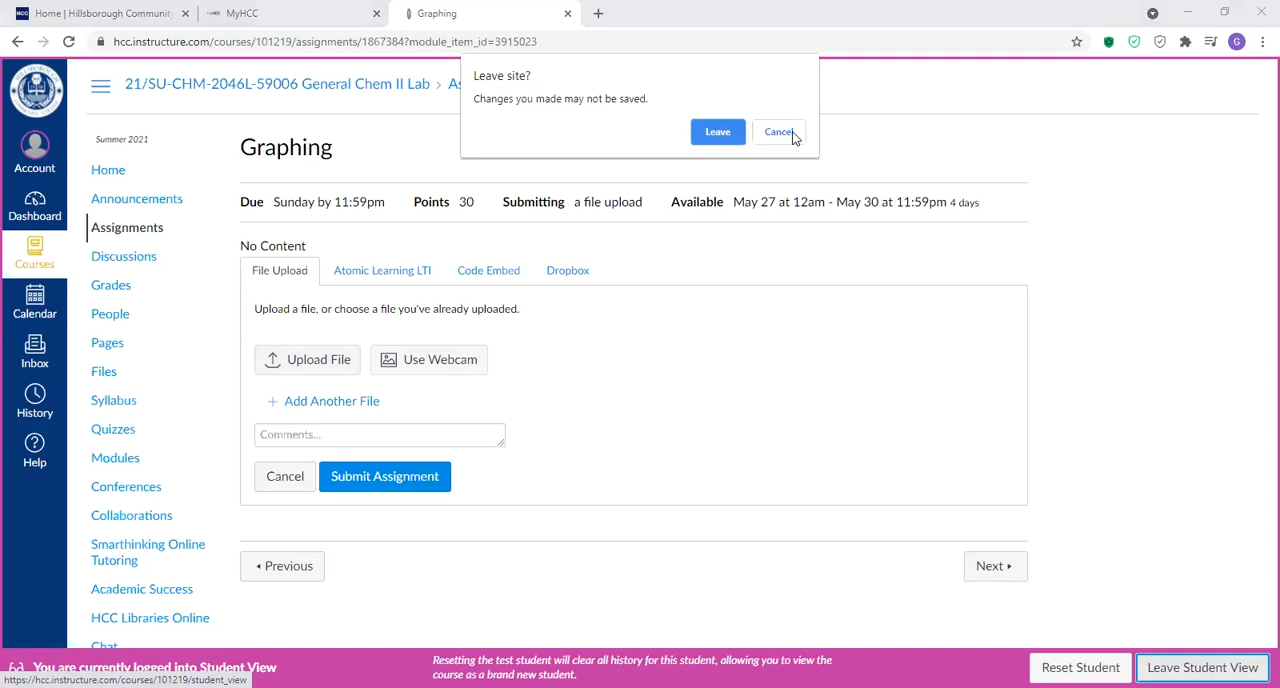 HCC Home | Hillsborough Community
MyHCC
Graphing
hcc.instructure.com/courses/101219/assignments/1867384?module_item_id=3915023
G
Leave site?
Changes you made may not be saved.
Leave Cancel
21/SU-CHM-2046L-59006 General Chem II Lab › As
Account
Dashboard
Courses
Calendar
Inbox
History
Help
Summer 2021
Home
Announcements
Assignments
Discussions
Grades
People
Pages
Files
Syllabus
Quizzes
Modules
Conferences
Collaborations
Smarthinking Online
Tutoring
Academic Success
HCC Libraries Online
Chat
Graphing
Due Sunday by 11:59pm Points 30 Submitting a file upload Available May 27 at 12am - May 30 at 11:59pm 4 days
No Content
File Upload Atomic Learning LTI Code Embed Dropbox
Upload a file, or choose a file you've already uploaded.
Upload File Use Webcam
+ Add Another File
Comments...
Cancel Submit Assignment
Previous Next
You are currently logged into Student View
https://hcc.instructure.com/courses/101219/student_view
Resetting the test student will clear all history for this student, allowing you to view the
course as a brand new student.
Reset Student Leave Student View